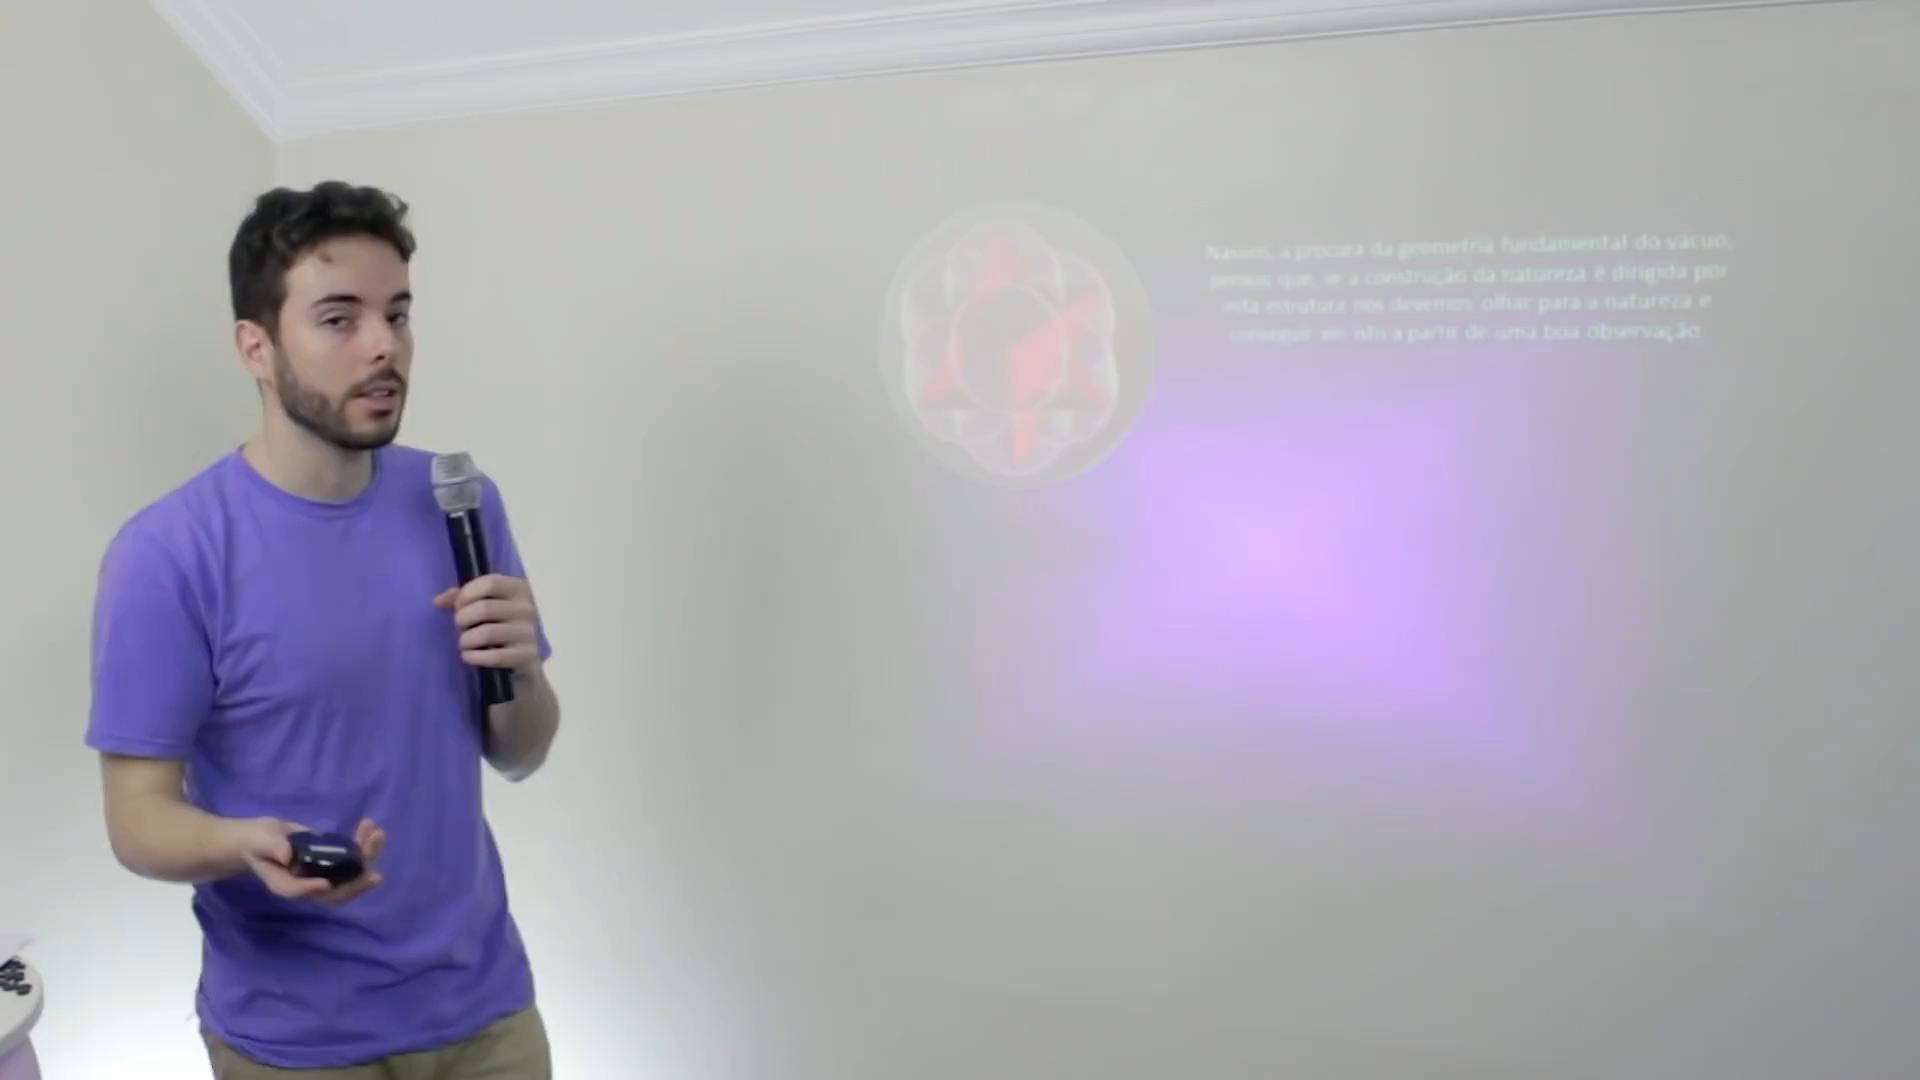 Nassim, a procura da geometria fundamental do vácuo,
pensou que, se a construção da natureza é dirigida por
esta estrutura nós devemos olhar para a natureza e
conseguir ver isto a partir de uma boa observação.